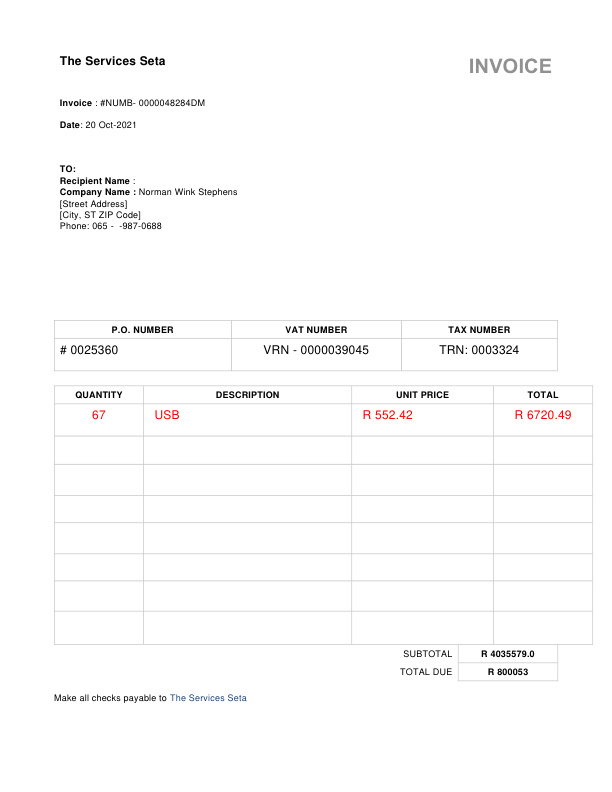 The Services Seta
INVOICE
Invoice : #NUMB- 0000048284DM
Date: 20 Oct-2021
TO:
Recipient Name :
Company Name : Norman Wink Stephens
[Street Address]
[City, ST ZIP Code]
Phone: 065 - -987-0688
P.O. NUMBER VAT NUMBER TAX NUMBER
# 0025360 VRN - 0000039045 TRN: 0003324
QUANTITY DESCRIPTION UNIT PRICE TOTAL
67 USB R 552.42 R 6720.49
SUBTOTAL R 4035579.0
TOTAL DUE R 800053
Make all checks payable to The Services Seta